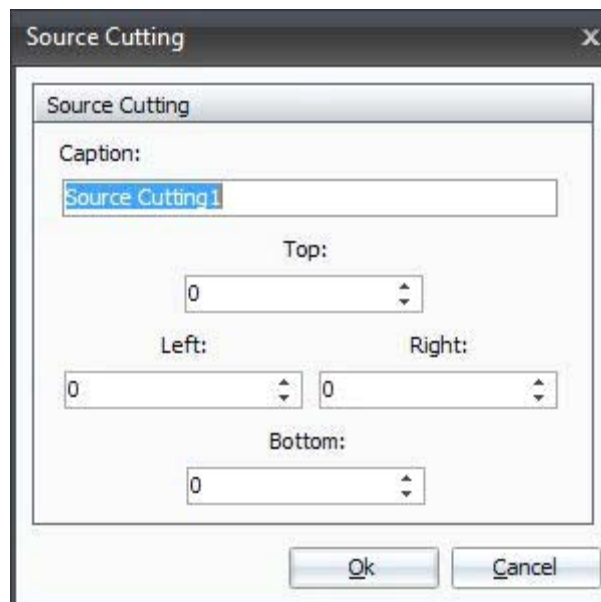 Source Cutting x
Source Cutting
Caption:
Source Cutting1
Top:
0
Left: Right:
0 0
Bottom:
0
Ok Cancel